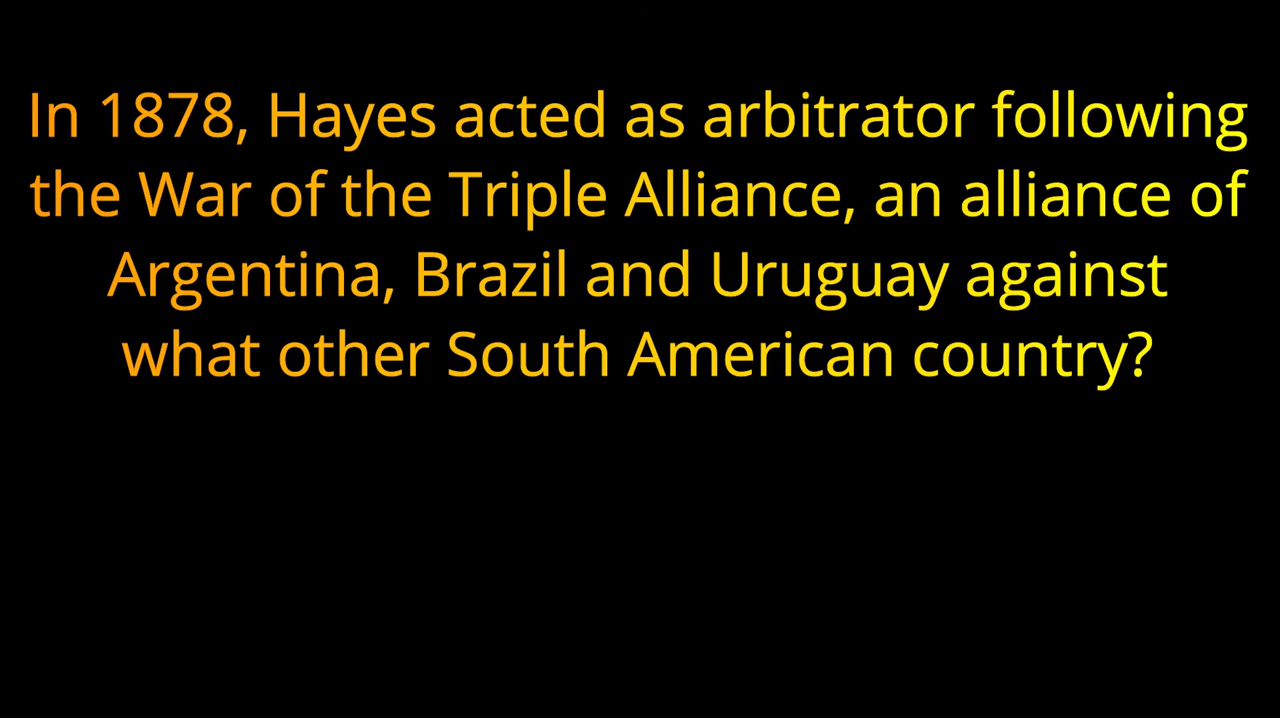 In 1878, Hayes acted as arbitrator following
the War of the Triple Alliance, an alliance of
Argentina, Brazil and Uruguay against
what other South American country?